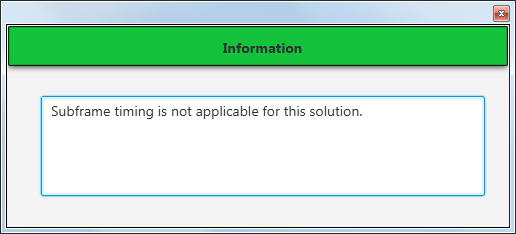 Information
Subframe timing is not applicable for this solution.